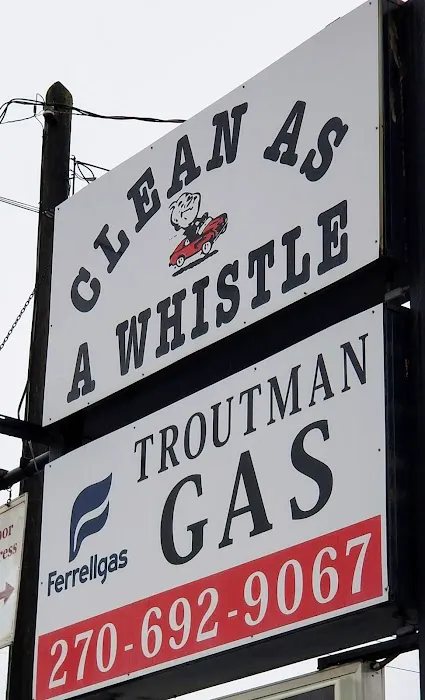 CLEAN AS
A WHISTLE
TROUTMAN
GAS
Ferrellgas
270-692-9067